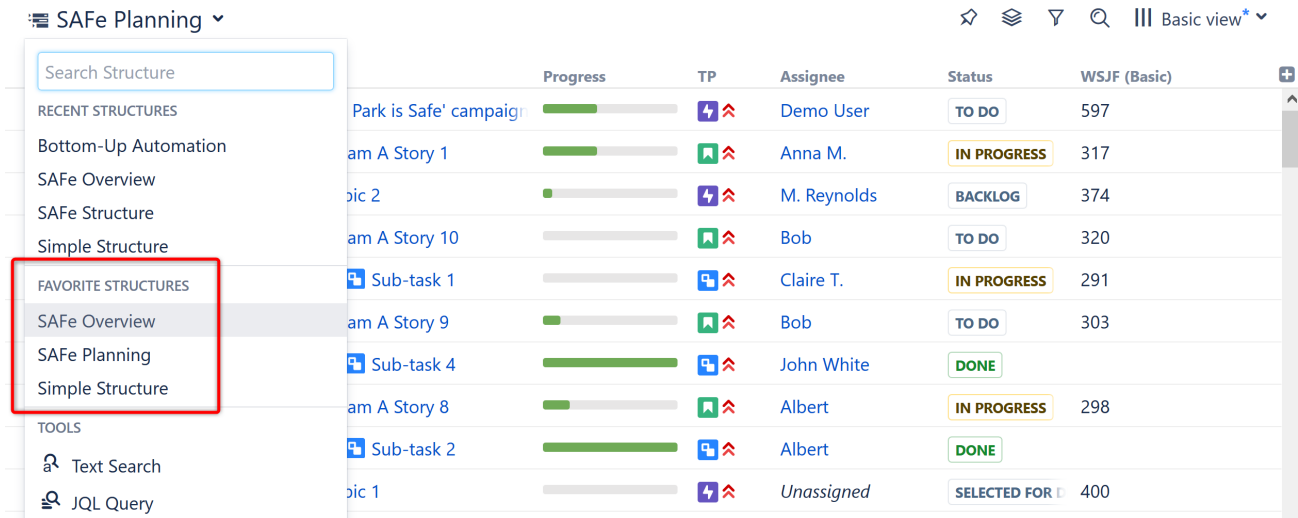 SAFe Planning
Basic view*
Search Structure
RECENT STRUCTURES
Bottom-Up Automation
SAFe Overview
SAFe Structure
Simple Structure
FAVORITE STRUCTURES
SAFe Overview
SAFe Planning
Simple Structure
TOOLS
Text Search
JQL Query
Progress TP Assignee Status WSJF (Basic)
Park is Safe' campaign Demo User TO DO 597
am A Story 1 Anna M. IN PROGRESS 317
pic 2 M. Reynolds BACKLOG 374
am A Story 10 Bob TO DO 320
Sub-task 1 Claire T. IN PROGRESS 291
am A Story 9 Bob TO DO 303
Sub-task 4 John White DONE
am A Story 8 Albert IN PROGRESS 298
Sub-task 2 Albert DONE
pic 1 Unassigned SELECTED FOR 400